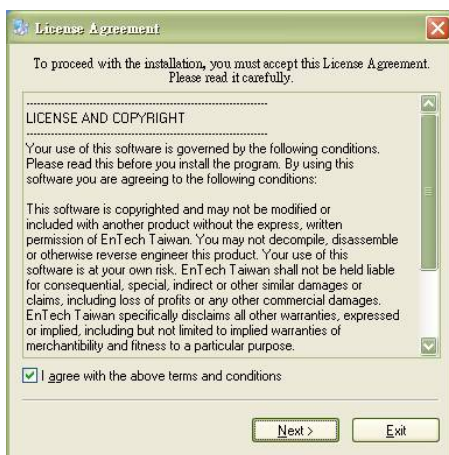 License Agreement
To proceed with the installation, you must accept this License Agreement.
Please read it carefully.
----------------------------------------------------------------
LICENSE AND COPYRIGHT
----------------------------------------------------------------
Your use of this software is governed by the following conditions.
Please read this before you install the program. By using this
software you are agreeing to the following conditions:
This software is copyrighted and may not be modified or
included with another product without the express, written
permission of EnTech Taiwan. You may not decompile, disassemble
or otherwise reverse engineer this product. Your use of this
software is at your own risk. EnTech Taiwan shall not be held liable
for consequential, special, indirect or other similar damages or
claims, including loss of profits or any other commercial damages.
EnTech Taiwan specifically disclaims all other warranties, expressed
or implied, including but not limited to implied warranties of
merchantibility and fitness to a particular purpose.
I agree with the above terms and conditions
Next >
Exit